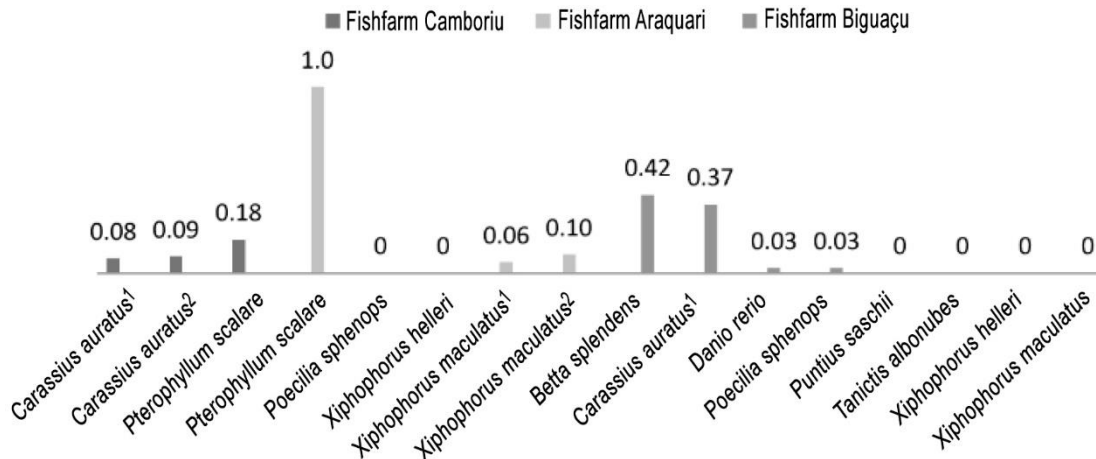 Fishfarm Camboriu Fishfarm Araquari Fishfarm Biguaçu
1.0
0.42
0.37
0.18
0.08 0.09
0 0
0.06 0.10
0.03 0.03
0 0 0 0
Carassius auratus¹
Carassius auratus²
Pterophyllum scalare
Pterophyllum scalare
Poecilia sphenops
Xiphophorus helleri
Xiphophorus maculatus¹
Xiphophorus maculatus²
Betta splendens
Carassius auratus¹
Danio rerio
Poecilia sphenops
Puntius saschii
Tanictis albonubes
Xiphophorus helleri
Xiphophorus maculatus